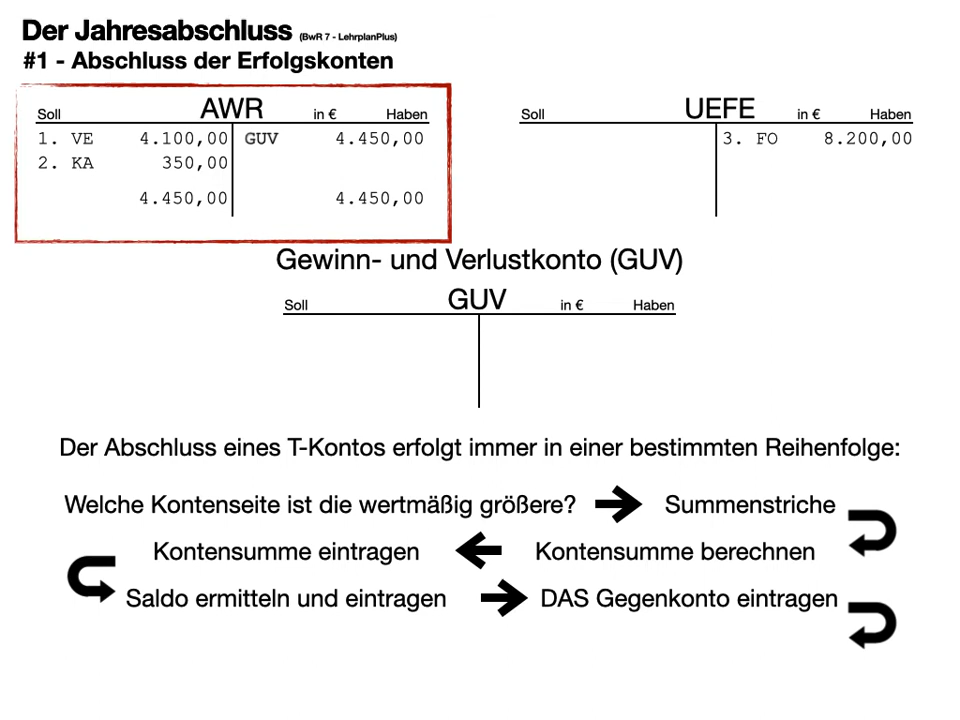 Der Jahresabschluss (BwR 7 - LehrplanPlus)
#1 - Abschluss der Erfolgskonten
Soll AWR in € Haben
1. VE 4.100,00 GUV 4.450,00
2. KA 350,00
4.450,00 4.450,00
Soll UEFE in € Haben
3. FO 8.200,00
Gewinn- und Verlustkonto (GUV)
Soll GUV in € Haben
Der Abschluss eines T-Kontos erfolgt immer in einer bestimmten Reihenfolge:
Welche Kontenseite ist die wertmäßig größere? Summenstriche
Kontensumme eintragen Kontensumme berechnen
Saldo ermitteln und eintragen DAS Gegenkonto eintragen